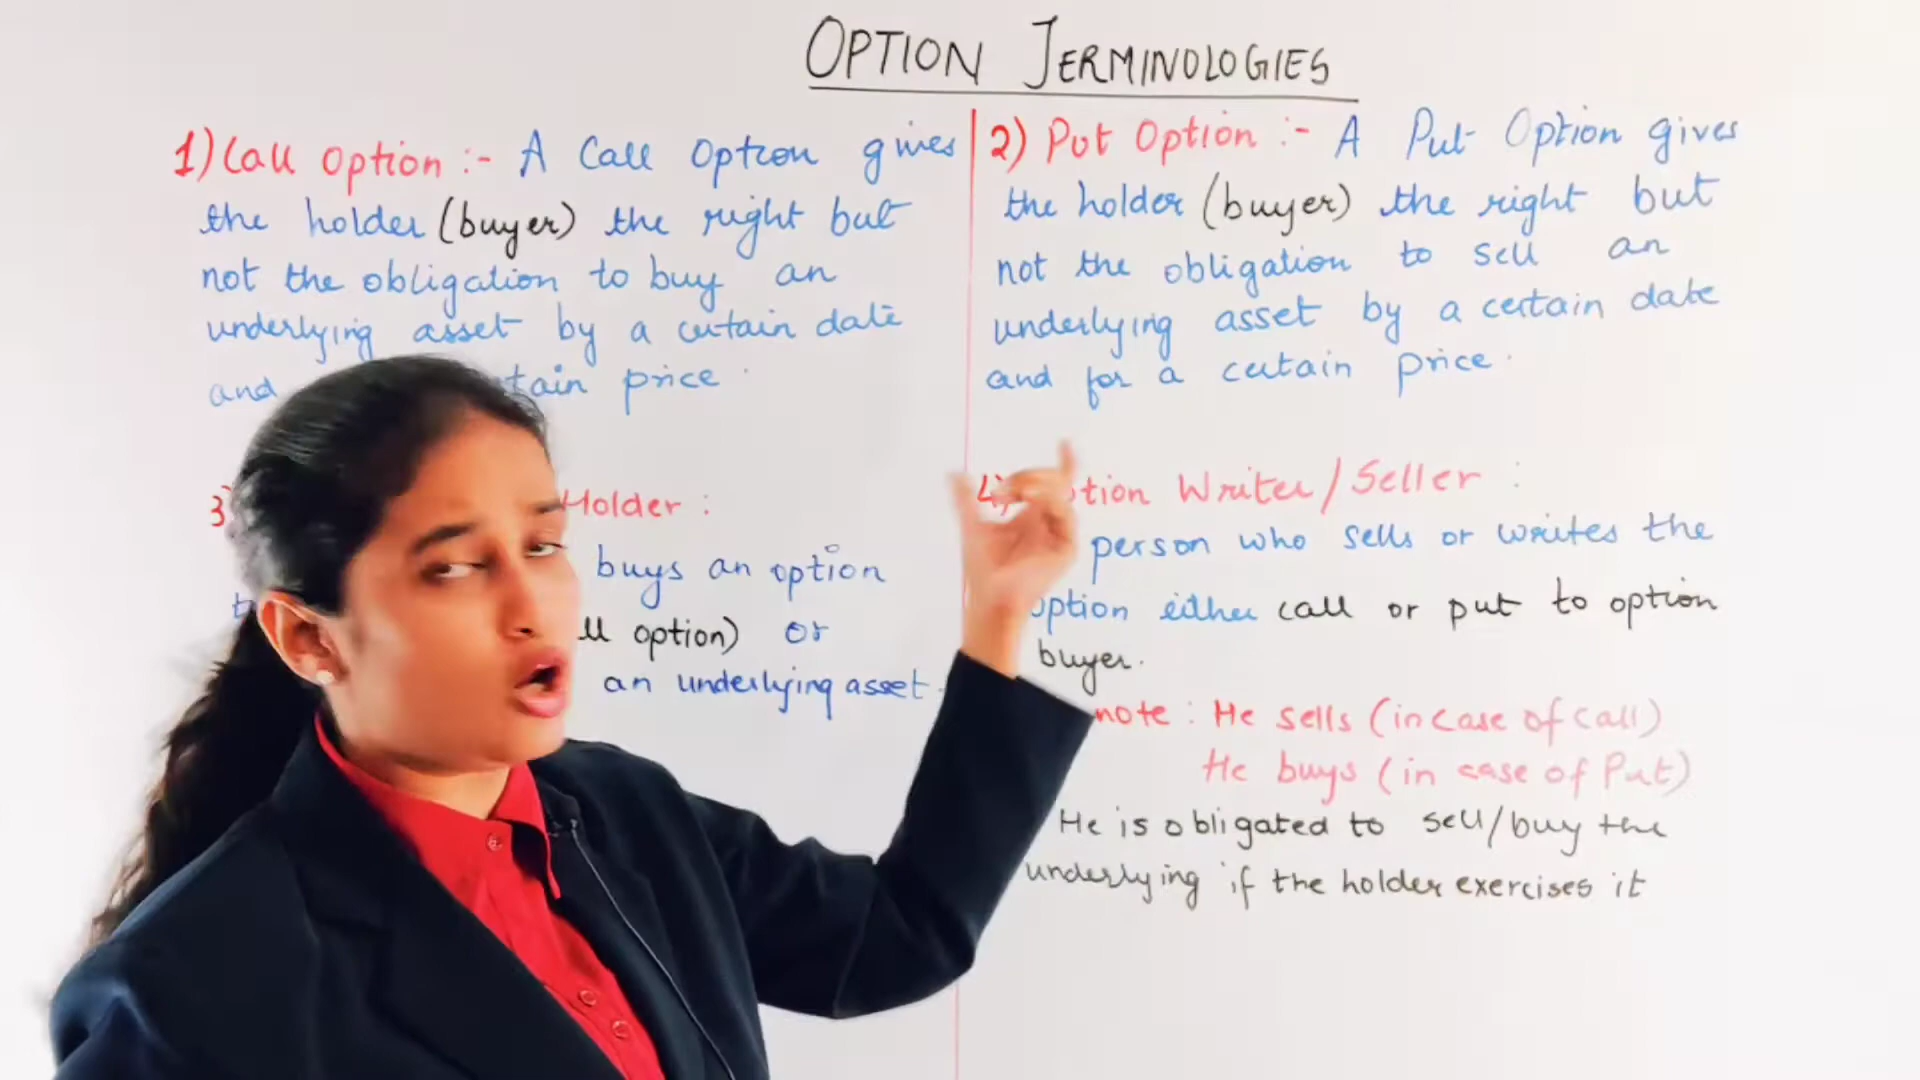 OPTION TERMINOLOGIES
1) Call Option :- A Call Option gives
the holder (buyer) the right but
not the obligation to buy an
underlying asset by a certain date
and tain price.
2) Put Option :- A Put Option gives
the holder (buyer) the right but
not the obligation to sell an
underlying asset by a certain date
and for a certain price.
3) Holder :
buys an option
ll option) or
an underlying asset.
4) tion Writer/Seller :
person who sells or writes the
option either call or put to option
buyer.
note : He sells (in case of call)
He buys (in case of Put)
He is obligated to sell/buy the
underlying if the holder exercises it